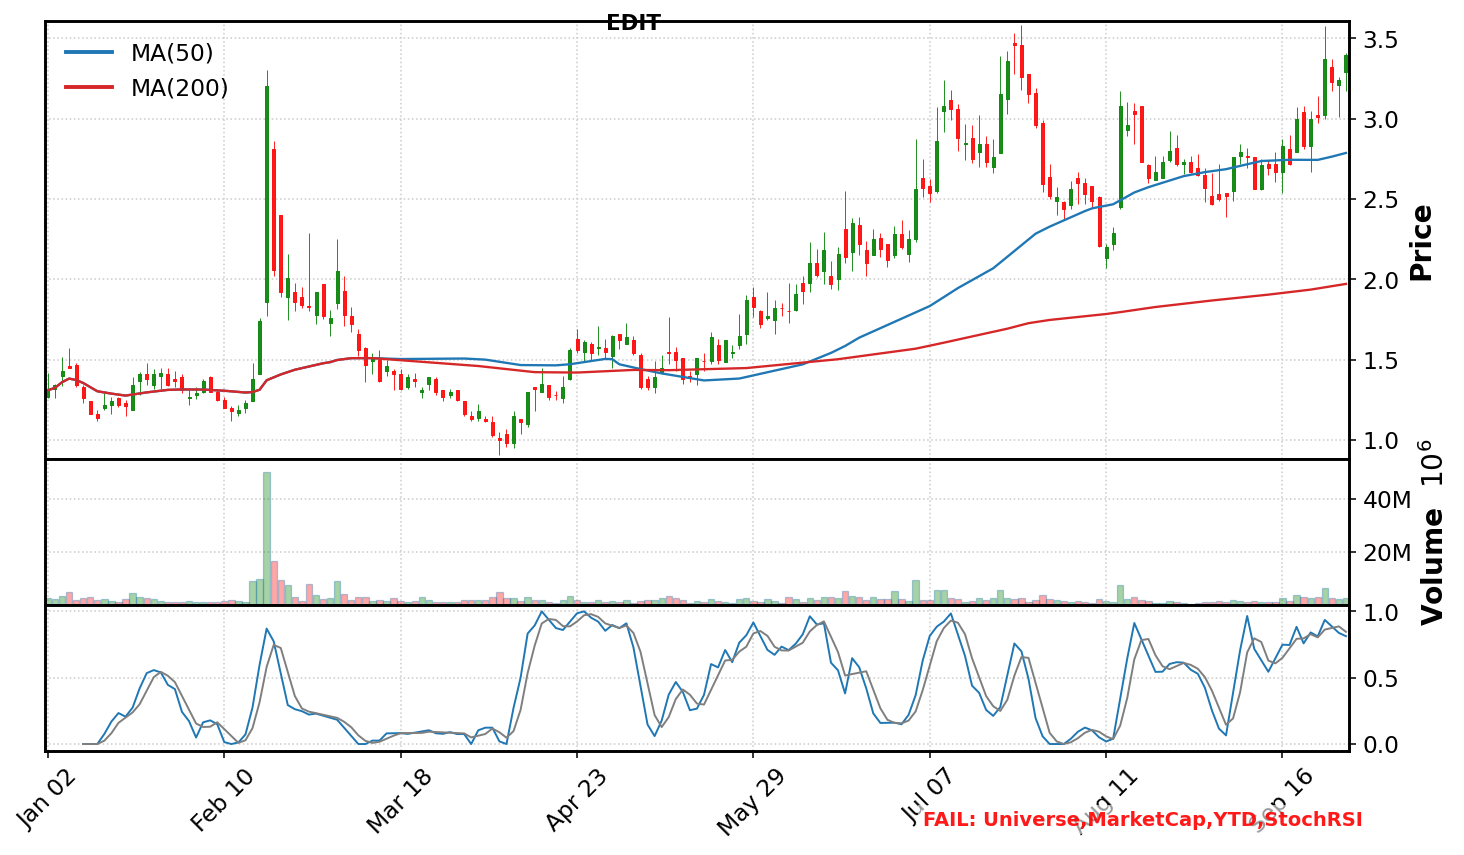 EDIT
MA(50)
MA(200)
3.5
3.0
2.5
2.0
1.5
1.0
Price
40M
20M
Volume 10⁶
1.0
0.5
0.0
Jan 02
Feb 10
Mar 18
Apr 23
May 29
Jul 07
Aug 11
Sep 16
FAIL: Universe,MarketCap,YTD,StochRSI